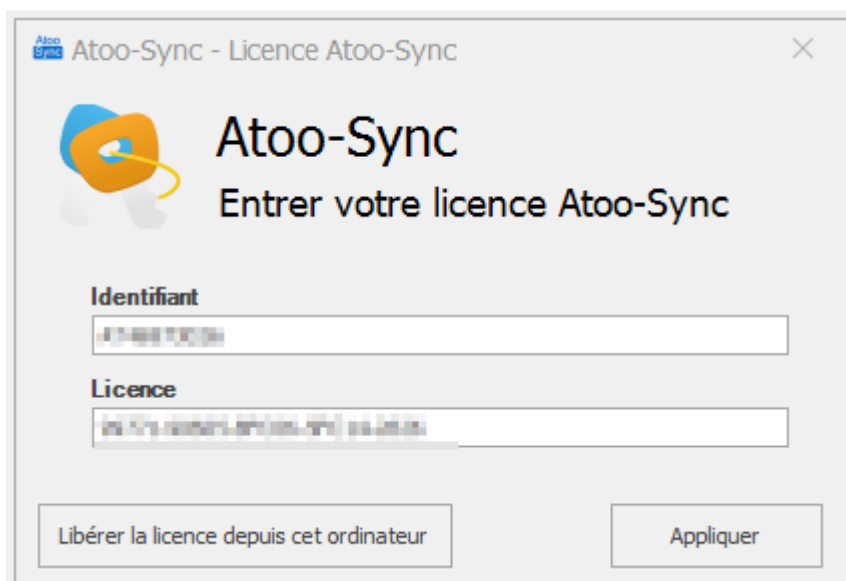 Atoo Sync
Atoo-Sync - Licence Atoo-Sync
Atoo-Sync
Entrer votre licence Atoo-Sync
Identifiant
Licence
Libérer la licence depuis cet ordinateur
Appliquer